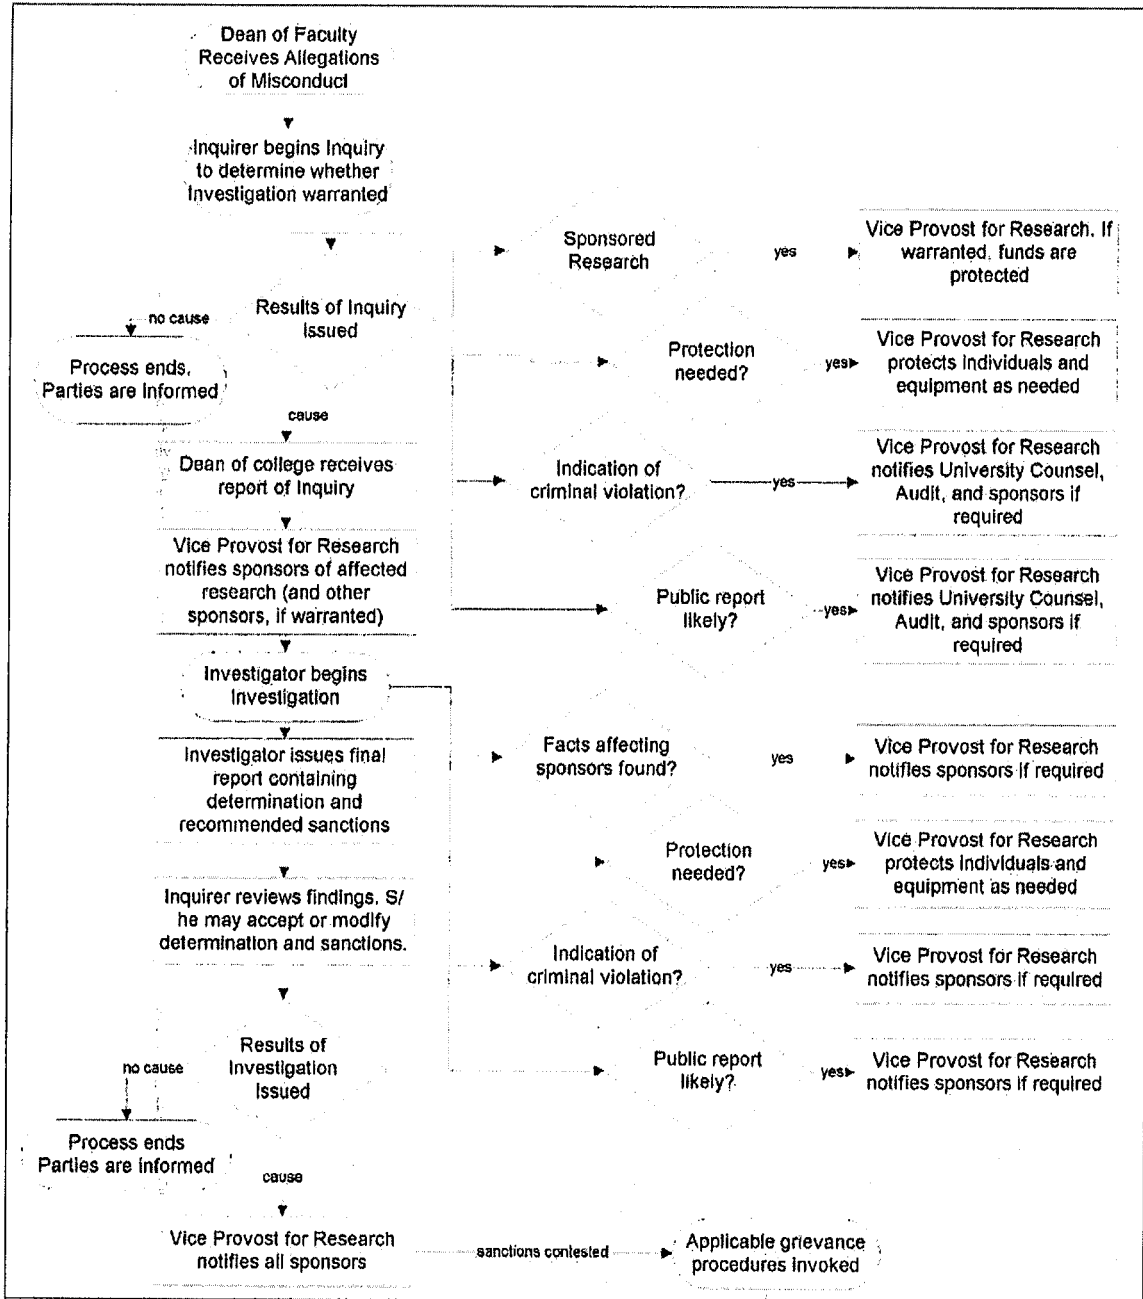 Dean of Faculty
Receives Allegations
of Misconduct
Inquirer begins Inquiry
to determine whether
Investigation warranted
Sponsored
Research
yes
Vice Provost for Research. If
warranted, funds are
protected
Results of Inquiry
Issued
no cause
Process ends.
Parties are Informed
Protection
needed?
yes
Vice Provost for Research
protects individuals and
equipment as needed
cause
Dean of college receives
report of Inquiry
Indication of
criminal violation?
yes
Vice Provost for Research
notifies University Counsel,
Audit, and sponsors if
required
Vice Provost for Research
notifies sponsors of affected
research (and other
sponsors, if warranted)
Public report
likely?
yes
Vice Provost for Research
notifies University Counsel,
Audit, and sponsors if
required
Investigator begins
Investigation
Investigator issues final
report containing
determination and
recommended sanctions
Facts affecting
sponsors found?
yes
Vice Provost for Research
notifies sponsors if required
Protection
needed?
yes
Vice Provost for Research
protects individuals and
equipment as needed
Inquirer reviews findings. S/
he may accept or modify
determination and sanctions.
Indication of
criminal violation?
yes
Vice Provost for Research
notifies sponsors if required
Results of
Investigation
Issued
no cause
Process ends
Parties are informed
Public report
likely?
yes
Vice Provost for Research
notifies sponsors if required
cause
Vice Provost for Research
notifies all sponsors
sanctions contested
Applicable grievance
procedures invoked